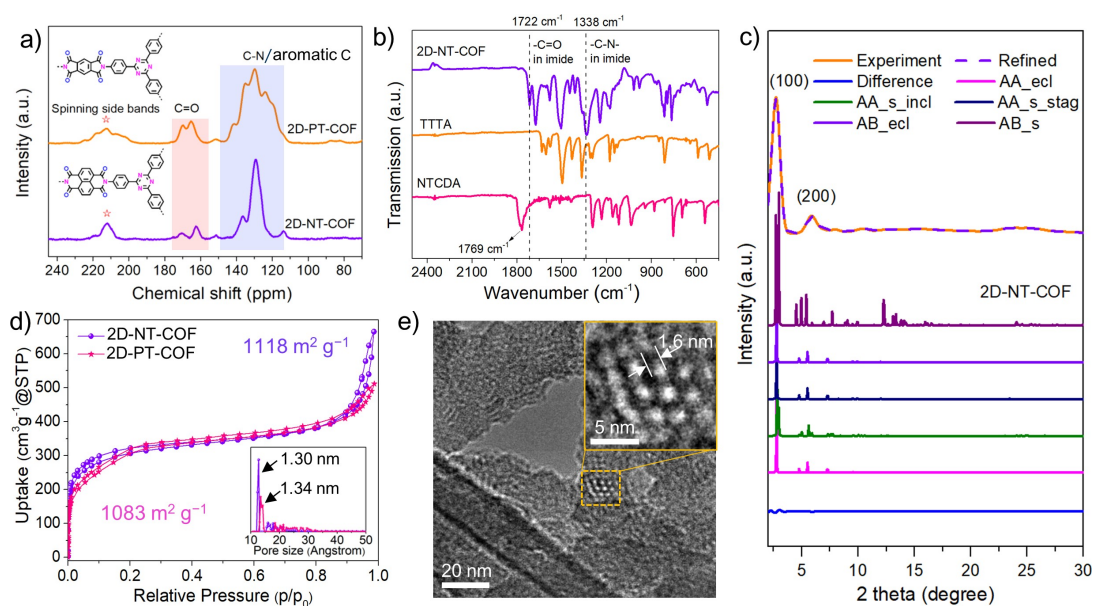 a)
C-N/aromatic C
C=O
Spinning side bands
2D-PT-COF
2D-NT-COF
Intensity (a.u.)
240 220 200 180 160 140 120 100 80
Chemical shift (ppm)
b)
1722 cm⁻¹ 1338 cm⁻¹
2D-NT-COF
-C=O
in imide
-C-N-
in imide
TTTA
NTCDA
1769 cm⁻¹
Transmission (a.u.)
2400 2100 1800 1500 1200 900 600
Wavenumber (cm⁻¹)
c)
Experiment Refined
Difference AA_ecl
AA_s_incl AA_s_stag
AB_ecl AB_s
(100)
(200)
2D-NT-COF
Intensity (a.u.)
5 10 15 20 25 30
2 theta (degree)
d)
2D-NT-COF
2D-PT-COF
1118 m² g⁻¹
1083 m² g⁻¹
1.30 nm
1.34 nm
10 20 30 40 50
Pore size (Angstrom)
Uptake (cm³g⁻¹@STP)
700
600
500
400
300
200
100
0
0.0 0.2 0.4 0.6 0.8 1.0
Relative Pressure (p/p₀)
e)
1.6 nm
5 nm
20 nm